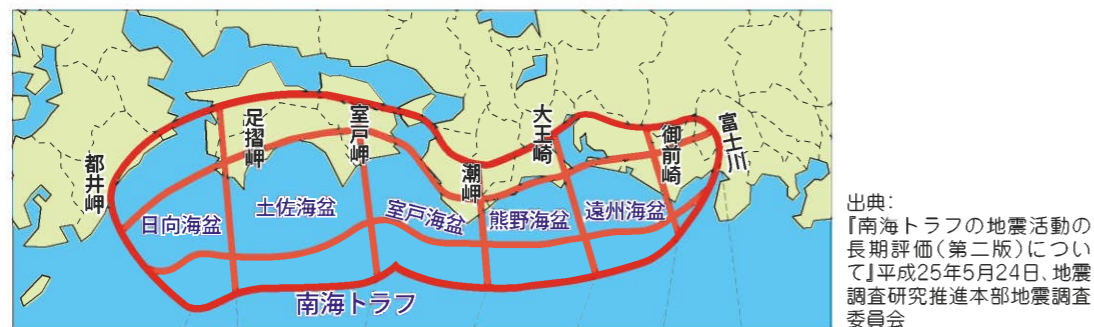 都井岬
足摺岬
室戸岬
潮岬
大王崎
御前崎
富士川
日向海盆
土佐海盆
室戸海盆
熊野海盆
遠州海盆
南海トラフ
出典：
『南海トラフの地震活動の
長期評価（第二版）につい
て』平成25年5月24日、地震
調査研究推進本部地震調査
委員会